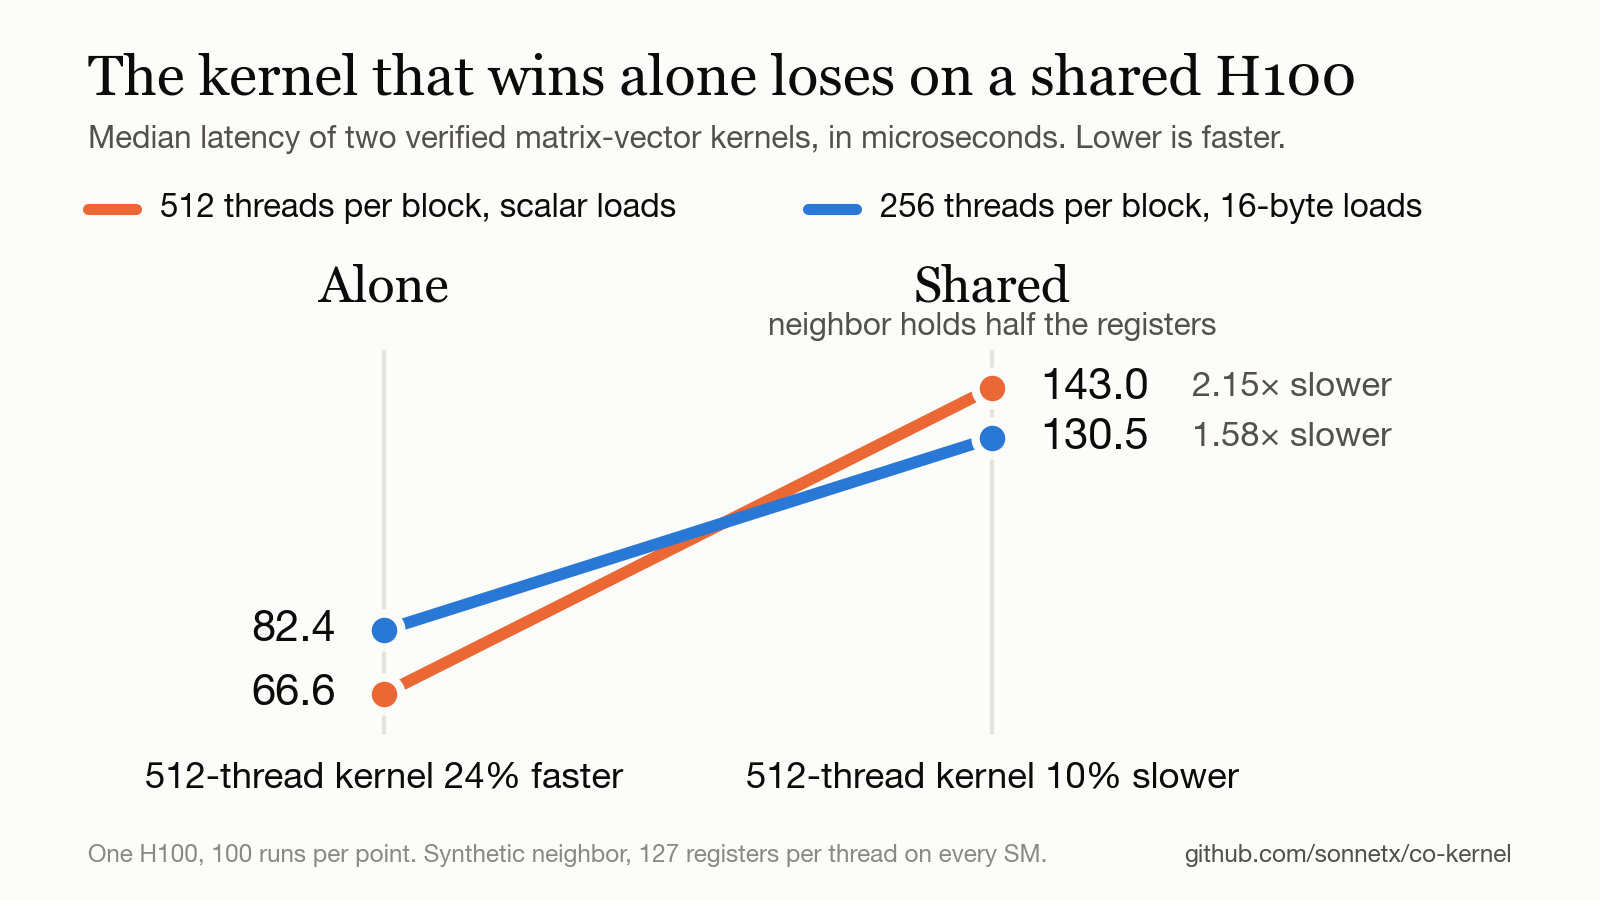 The kernel that wins alone loses on a shared H100
Median latency of two verified matrix-vector kernels, in microseconds. Lower is faster.
512 threads per block, scalar loads
256 threads per block, 16-byte loads
Alone
Shared
neighbor holds half the registers
143.0 2.15× slower
130.5 1.58× slower
82.4
66.6
512-thread kernel 24% faster
512-thread kernel 10% slower
One H100, 100 runs per point. Synthetic neighbor, 127 registers per thread on every SM.
github.com/sonnetx/co-kernel